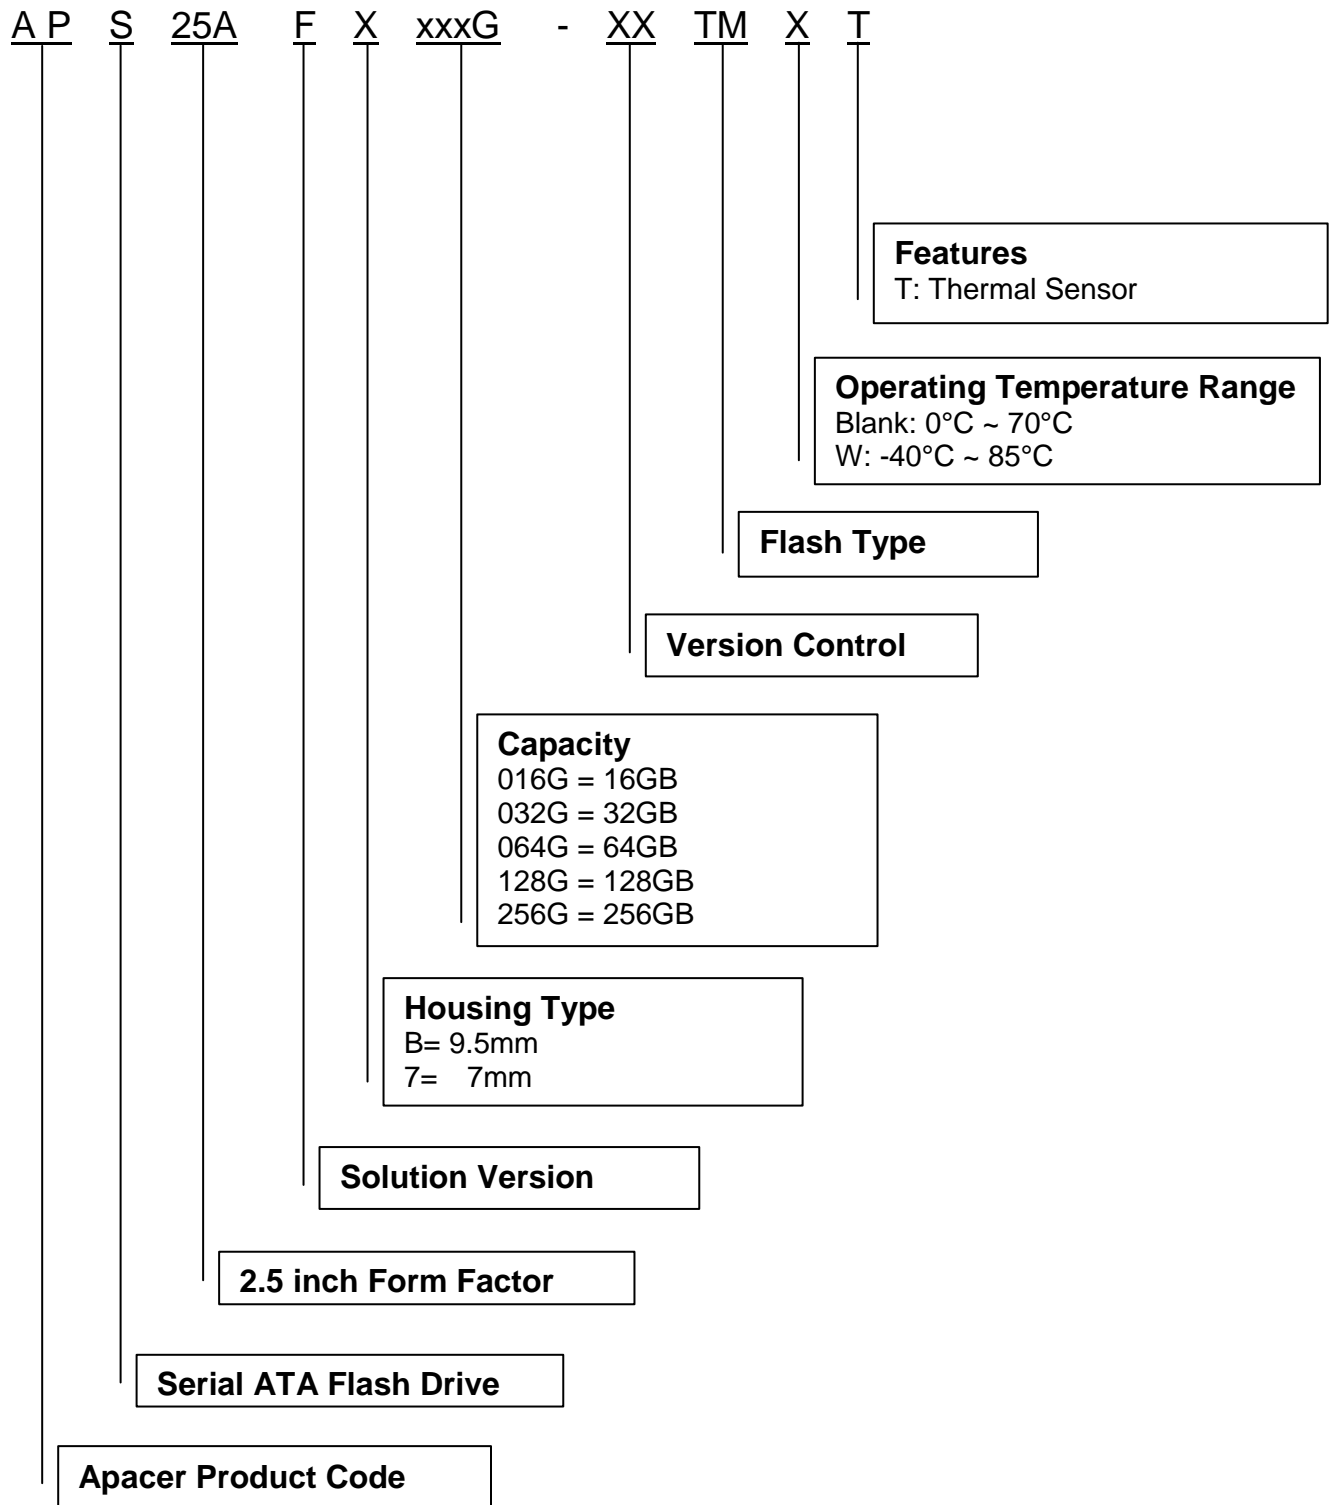 A P S 25A F X xxxG - XX TM X T
Features
T: Thermal Sensor
Operating Temperature Range
Blank: 0°C ~ 70°C
W: -40°C ~ 85°C
Flash Type
Version Control
Capacity
016G = 16GB
032G = 32GB
064G = 64GB
128G = 128GB
256G = 256GB
Housing Type
B= 9.5mm
7= 7mm
Solution Version
2.5 inch Form Factor
Serial ATA Flash Drive
Apacer Product Code